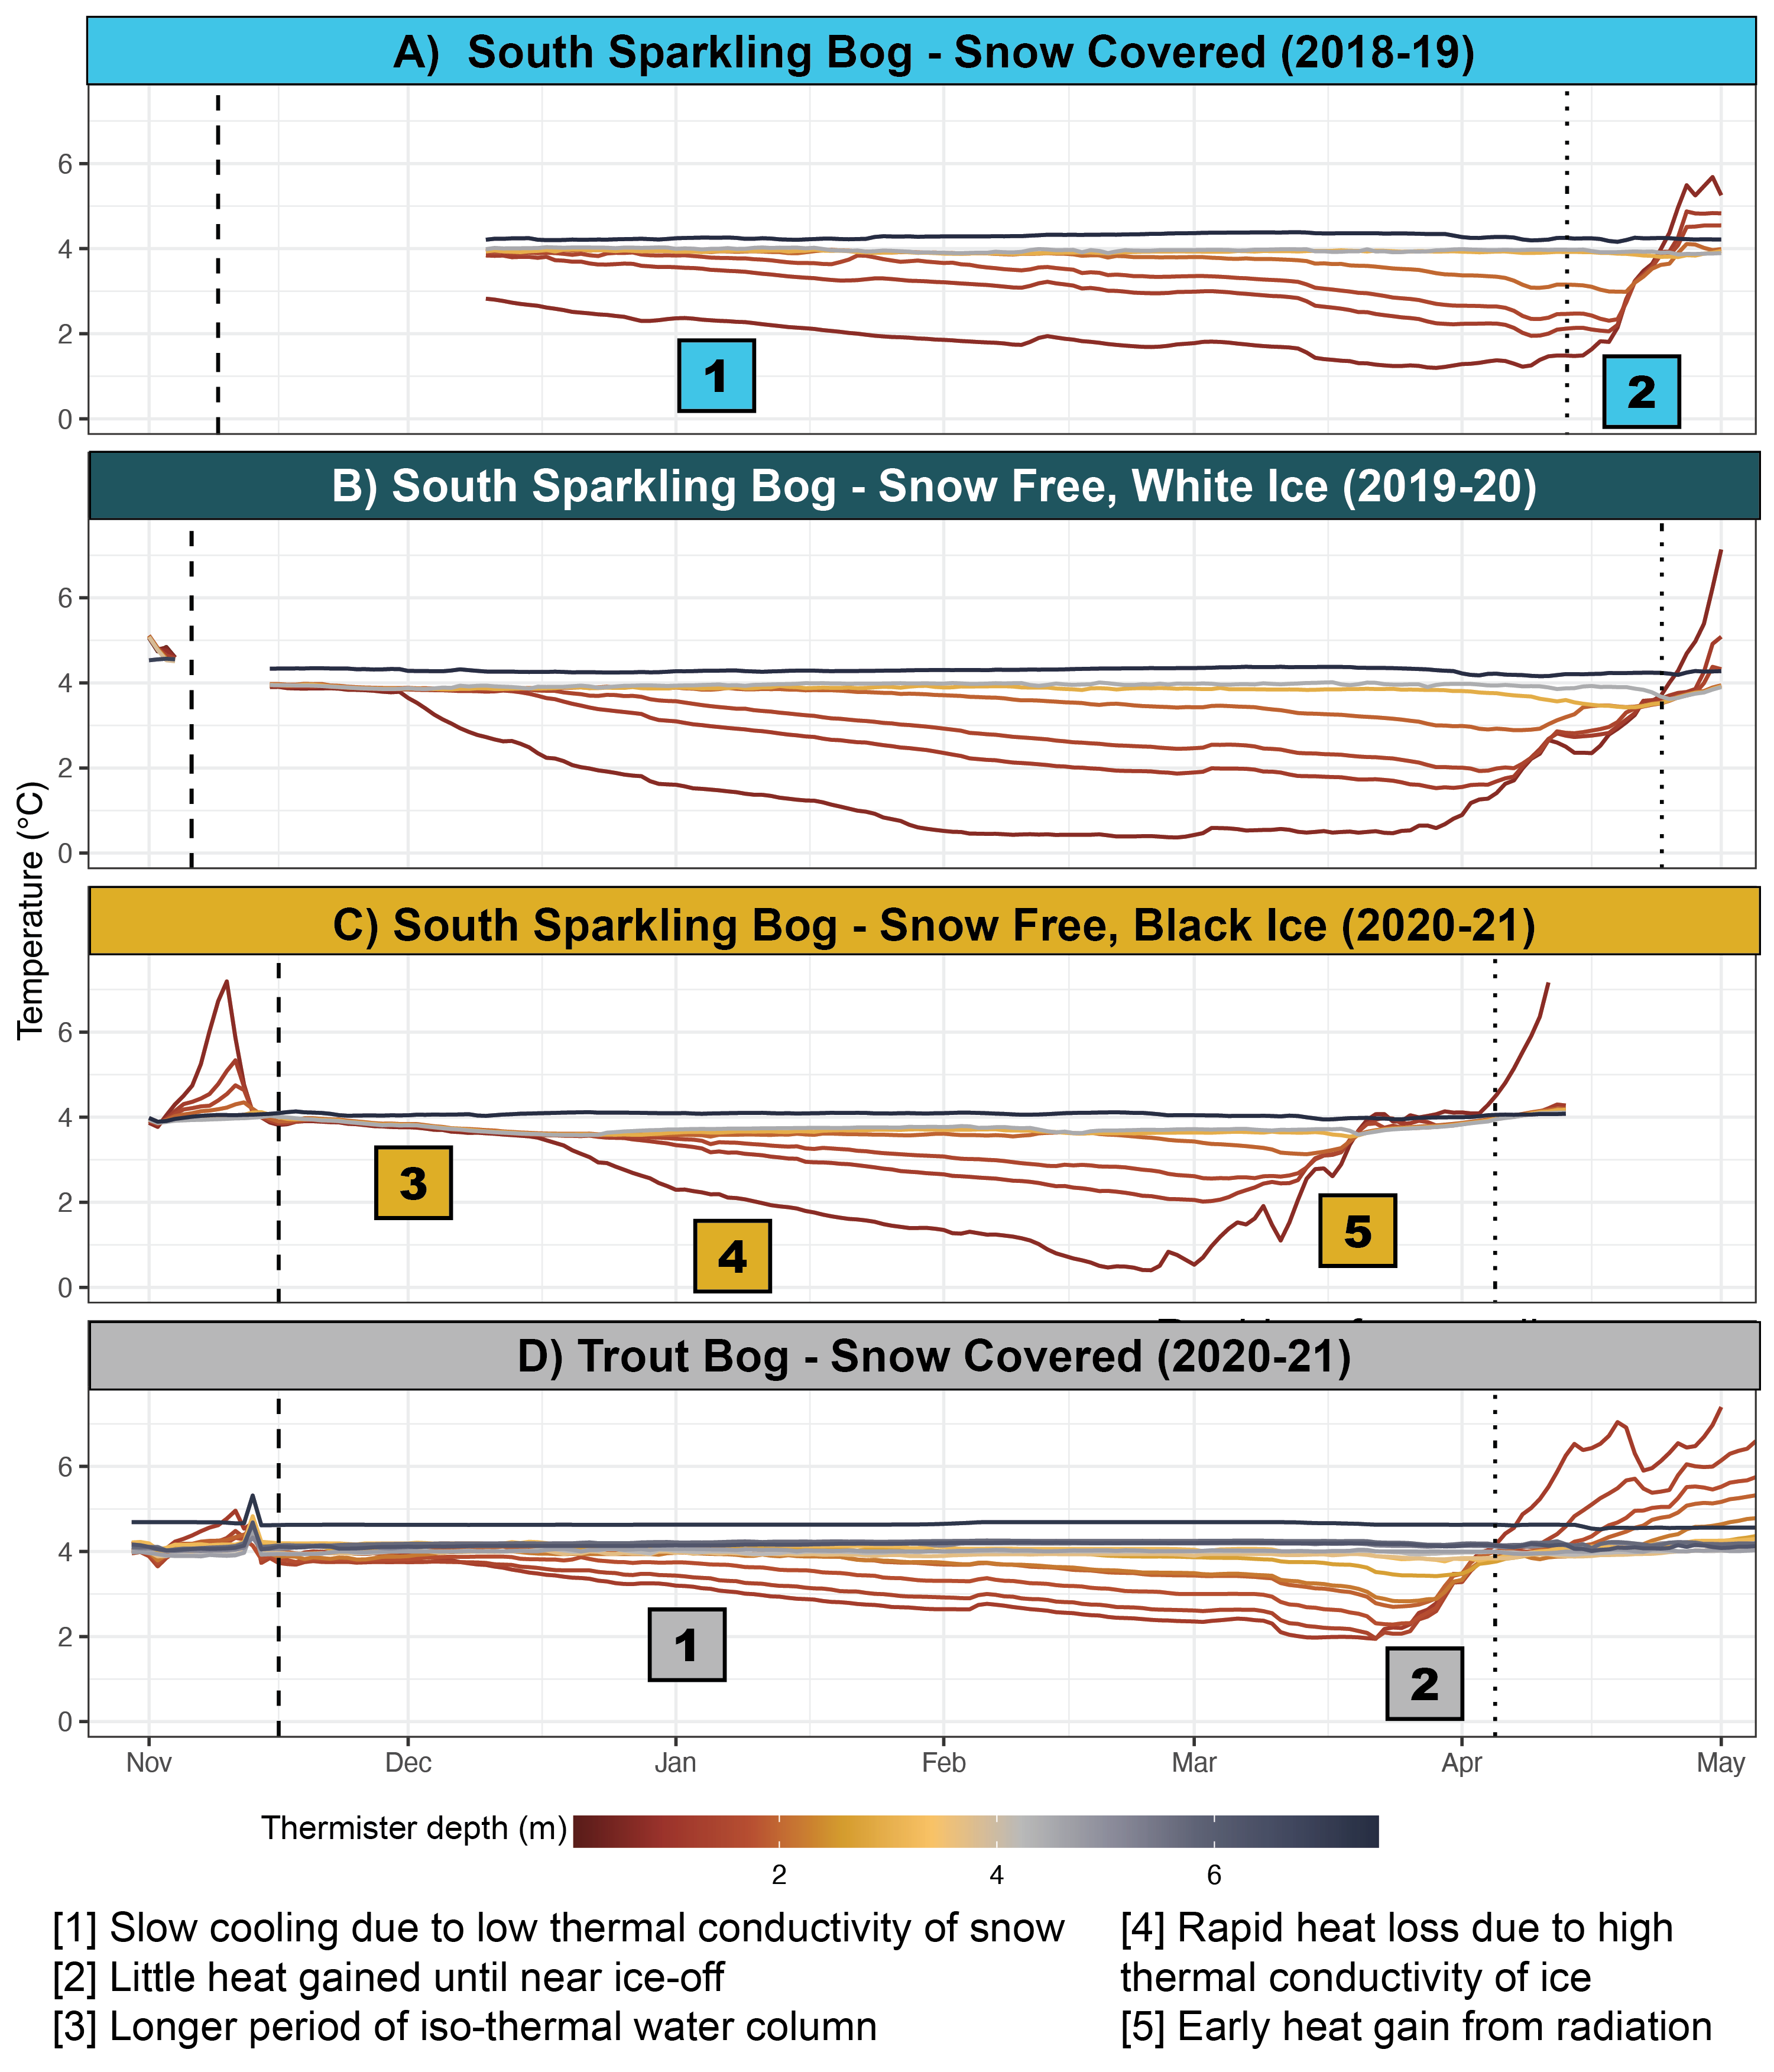 A) South Sparkling Bog - Snow Covered (2018-19)
6
4
2
0
1
2
B) South Sparkling Bog - Snow Free, White Ice (2019-20)
6
4
2
0
Temperature (°C)
C) South Sparkling Bog - Snow Free, Black Ice (2020-21)
6
4
2
0
3
4
5
D) Trout Bog - Snow Covered (2020-21)
6
4
2
0
1
2
Nov Dec Jan Feb Mar Apr May
Thermister depth (m)
2 4 6
[1] Slow cooling due to low thermal conductivity of snow
[2] Little heat gained until near ice-off
[3] Longer period of iso-thermal water column
[4] Rapid heat loss due to high
thermal conductivity of ice
[5] Early heat gain from radiation